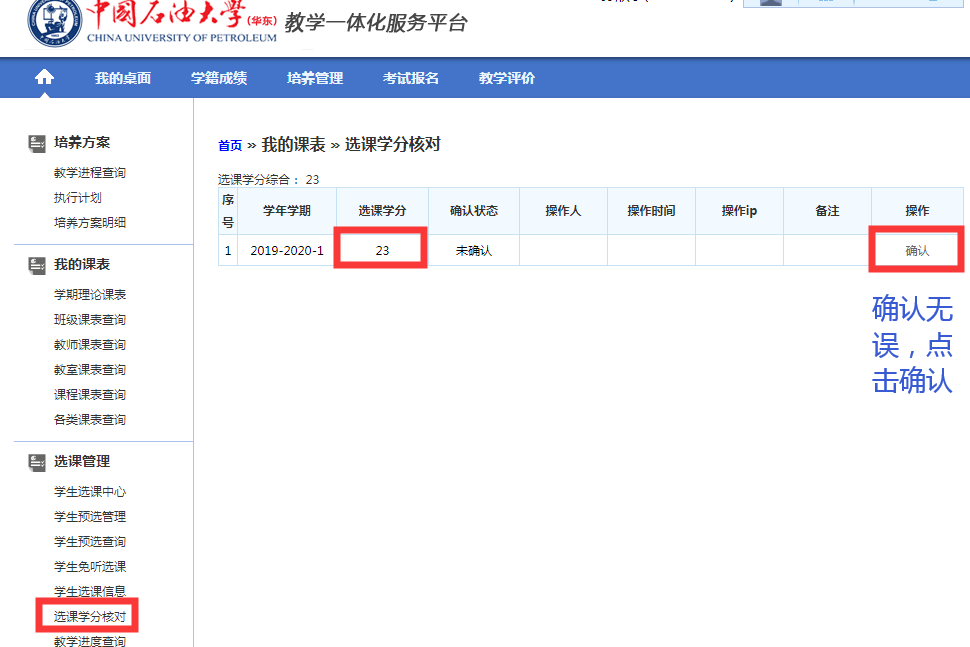 中国石油大学(华东) 教学一体化服务平台
CHINA UNIVERSITY OF PETROLEUM
我的桌面 学籍成绩 培养管理 考试报名 教学评价
培养方案
教学进程查询
执行计划
培养方案明细
我的课表
学期理论课表
班级课表查询
教师课表查询
教室课表查询
课程课表查询
各类课表查询
选课管理
学生选课中心
学生预选管理
学生预选查询
学生免听选课
学生选课信息
选课学分核对
教学进度查询
首页 » 我的课表 » 选课学分核对
选课学分综合： 23
序号 学年学期 选课学分 确认状态 操作人 操作时间 操作ip 备注 操作
1 2019-2020-1 23 未确认 确认
确认无
误，点
击确认